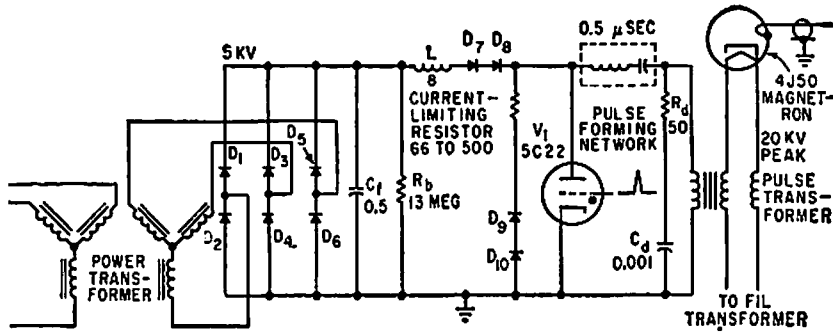 5 KV
L
8
D7 D8
0.5 µSEC
4J50
MAGNET-
RON
CURRENT-
LIMITING
RESISTOR
66 TO 500
V1
5C22
PULSE
FORMING
NETWORK
Rd
50
20 KV
PEAK
PULSE
TRANS-
FORMER
D5
D1
D3
D2
D4
D6
Cf
0.5
Rb
13 MEG
D9
D10
Cd
0.001
POWER
TRANS-
FORMER
TO FIL
TRANSFORMER